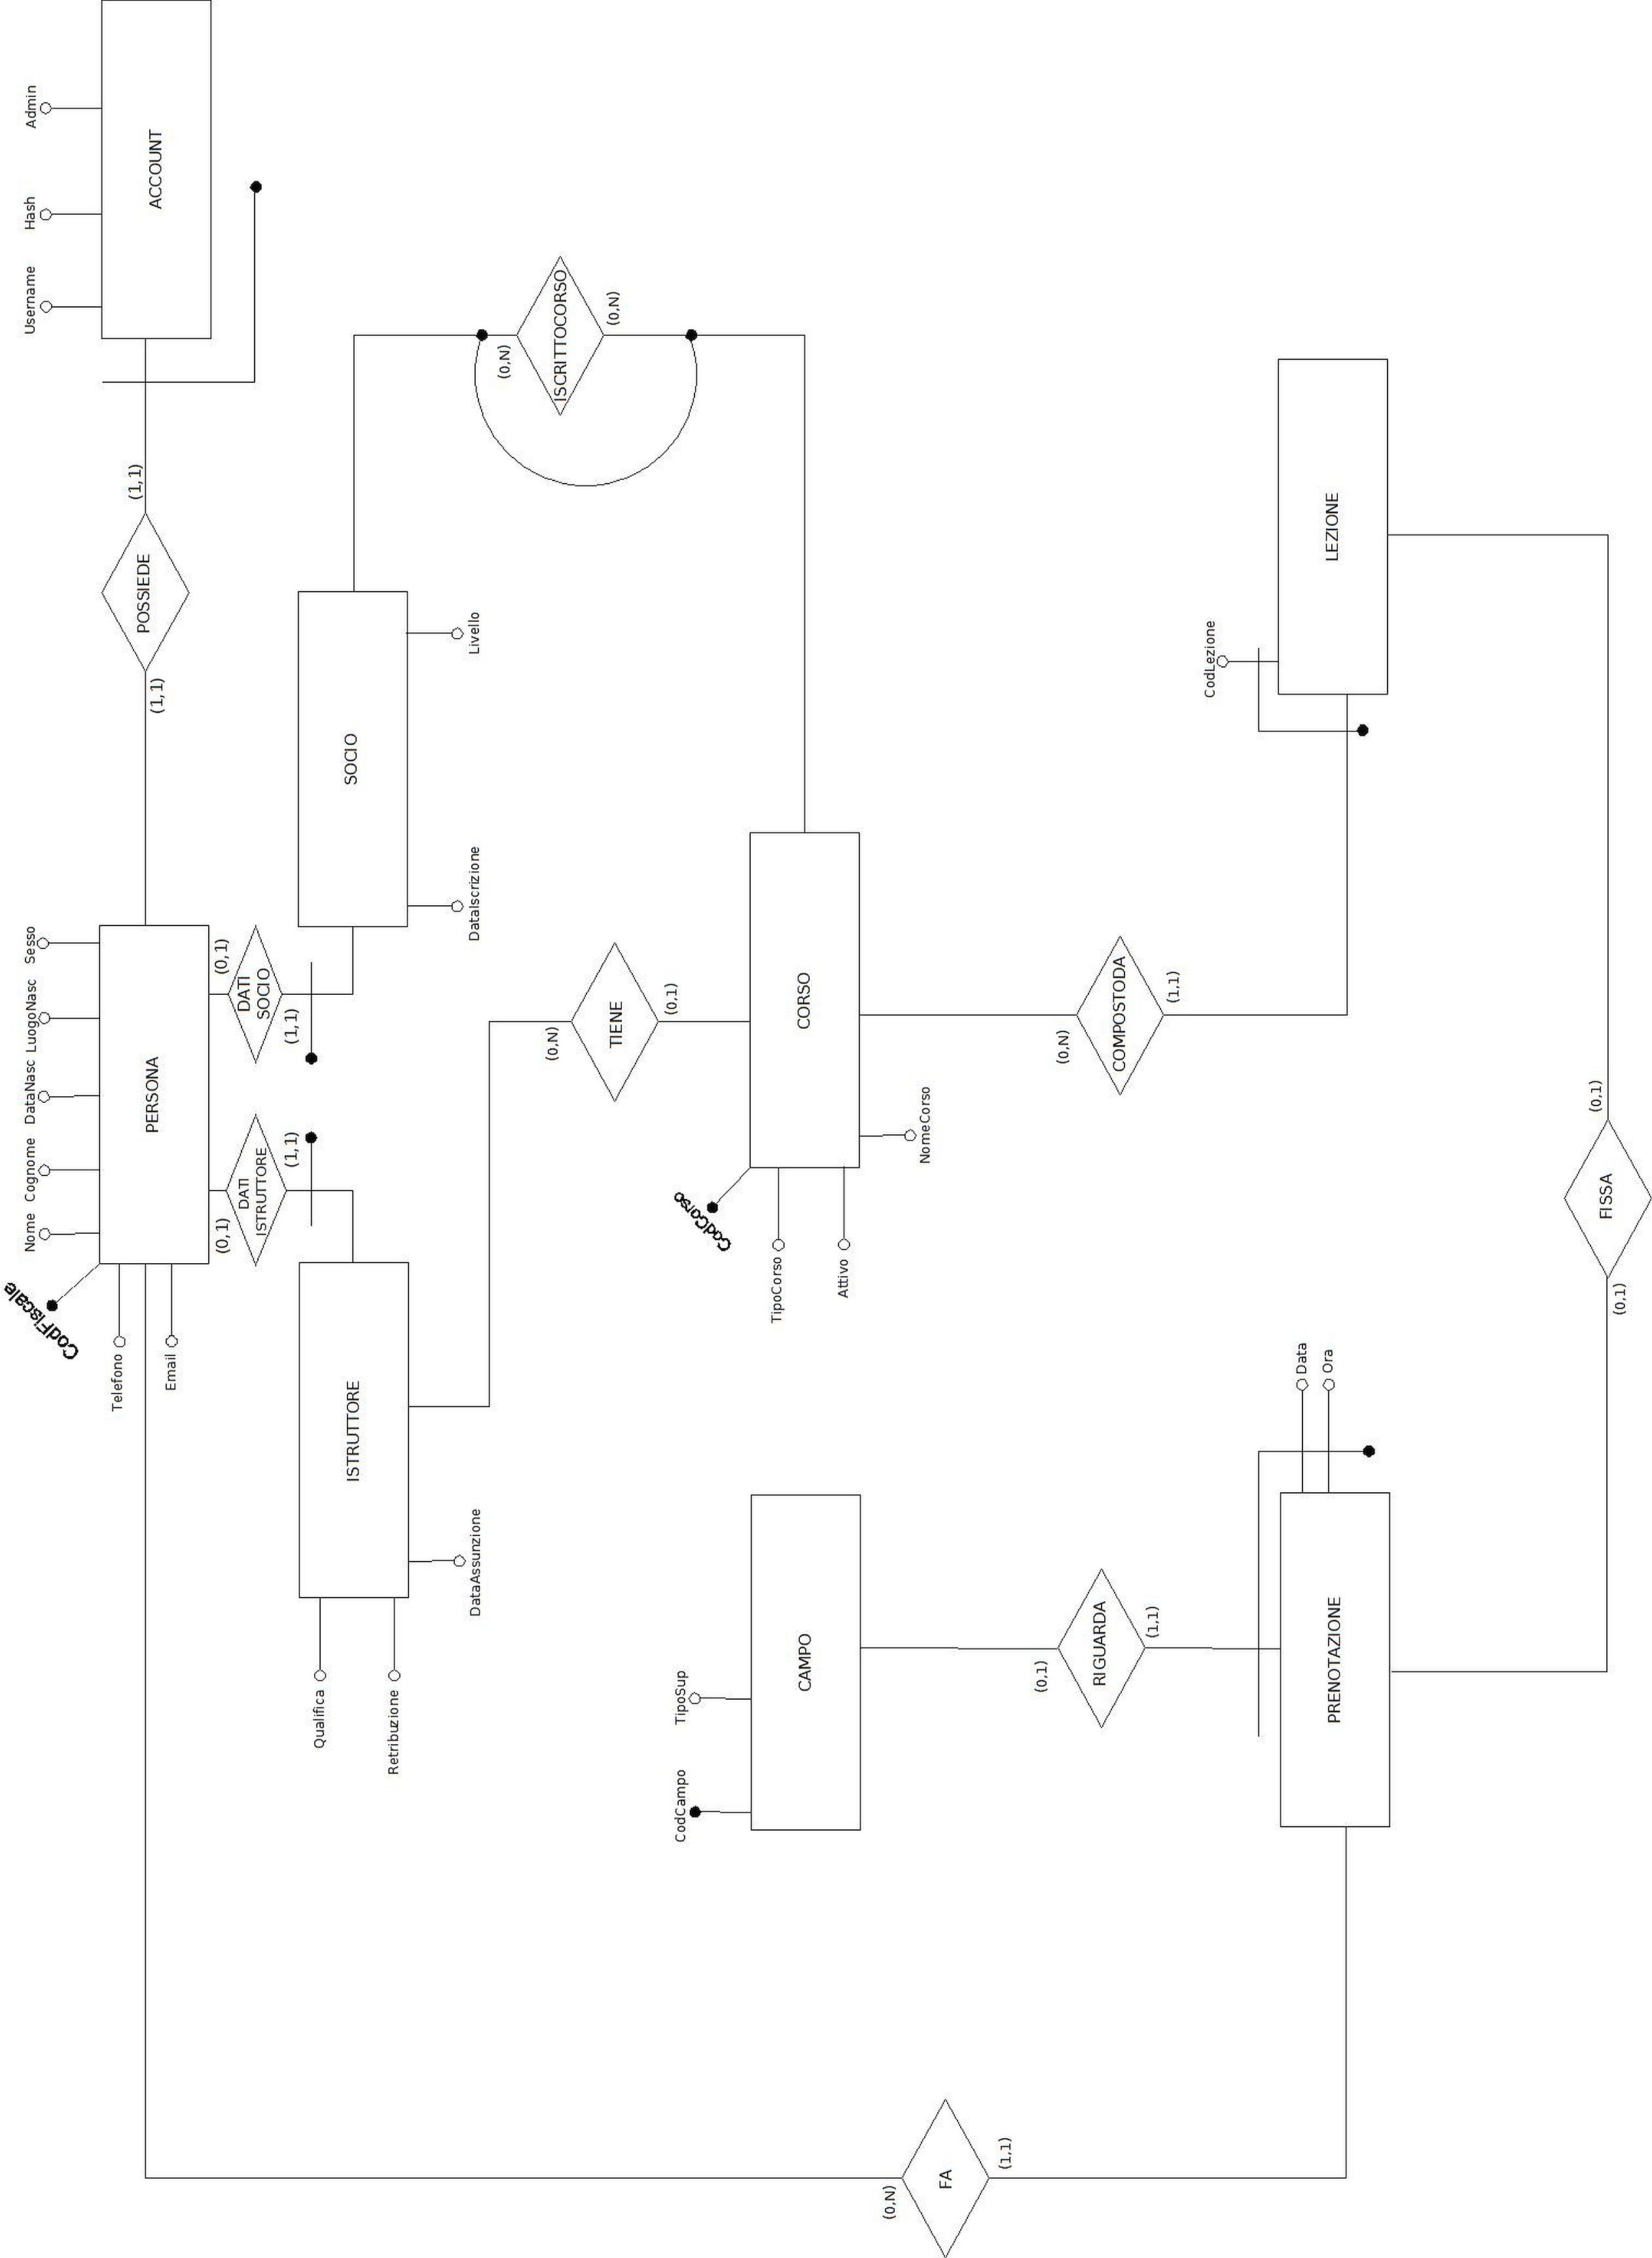 Admin
Hash
Username
ACCOUNT
(1,1)
POSSIEDE
(1,1)
Sesso
LuogoNasc
DataNasc
Cognome
Nome
CodFiscale
Telefono
Email
PERSONA
(0,1)
DATI
SOCIO
(1,1)
(0,1)
DATI
ISTRUTTORE
(1,1)
SOCIO
Livello
DataIscrizione
(0,N)
ISCRITTOCORSO
(0,N)
ISTRUTTORE
Qualifica
Retribuzione
DataAssunzione
(0,N)
TIENE
(0,1)
CORSO
CodCorso
TipoCorso
Attivo
NomeCorso
(0,N)
COMPOSTODA
(1,1)
CodLezione
LEZIONE
(0,1)
FISSA
(0,1)
CAMPO
TipoSup
CodCampo
(0,1)
RIGUARDA
(1,1)
Data
Ora
PRENOTAZIONE
(0,N)
FA
(1,1)